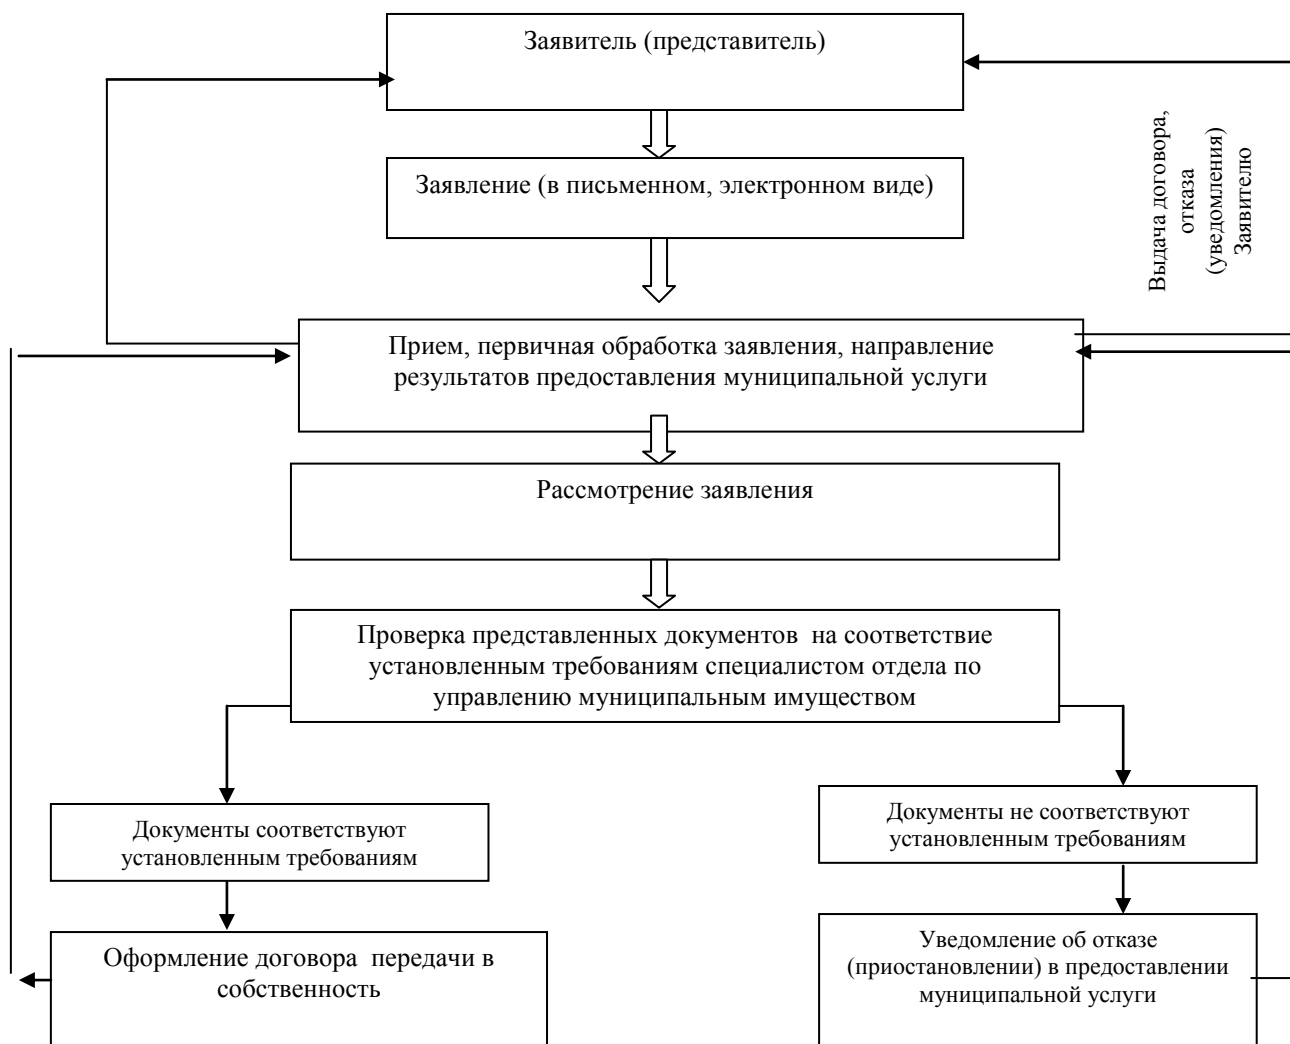 Заявитель (представитель)
Заявление (в письменном, электронном виде)
Выдача договора,
отказа
(уведомления)
Заявителю
Прием, первичная обработка заявления, направление
результатов предоставления муниципальной услуги
Рассмотрение заявления
Проверка представленных документов на соответствие
установленным требованиям специалистом отдела по
управлению муниципальным имуществом
Документы соответствуют
установленным требованиям
Документы не соответствуют
установленным требованиям
Оформление договора передачи в
собственность
Уведомление об отказе
(приостановлении) в предоставлении
муниципальной услуги